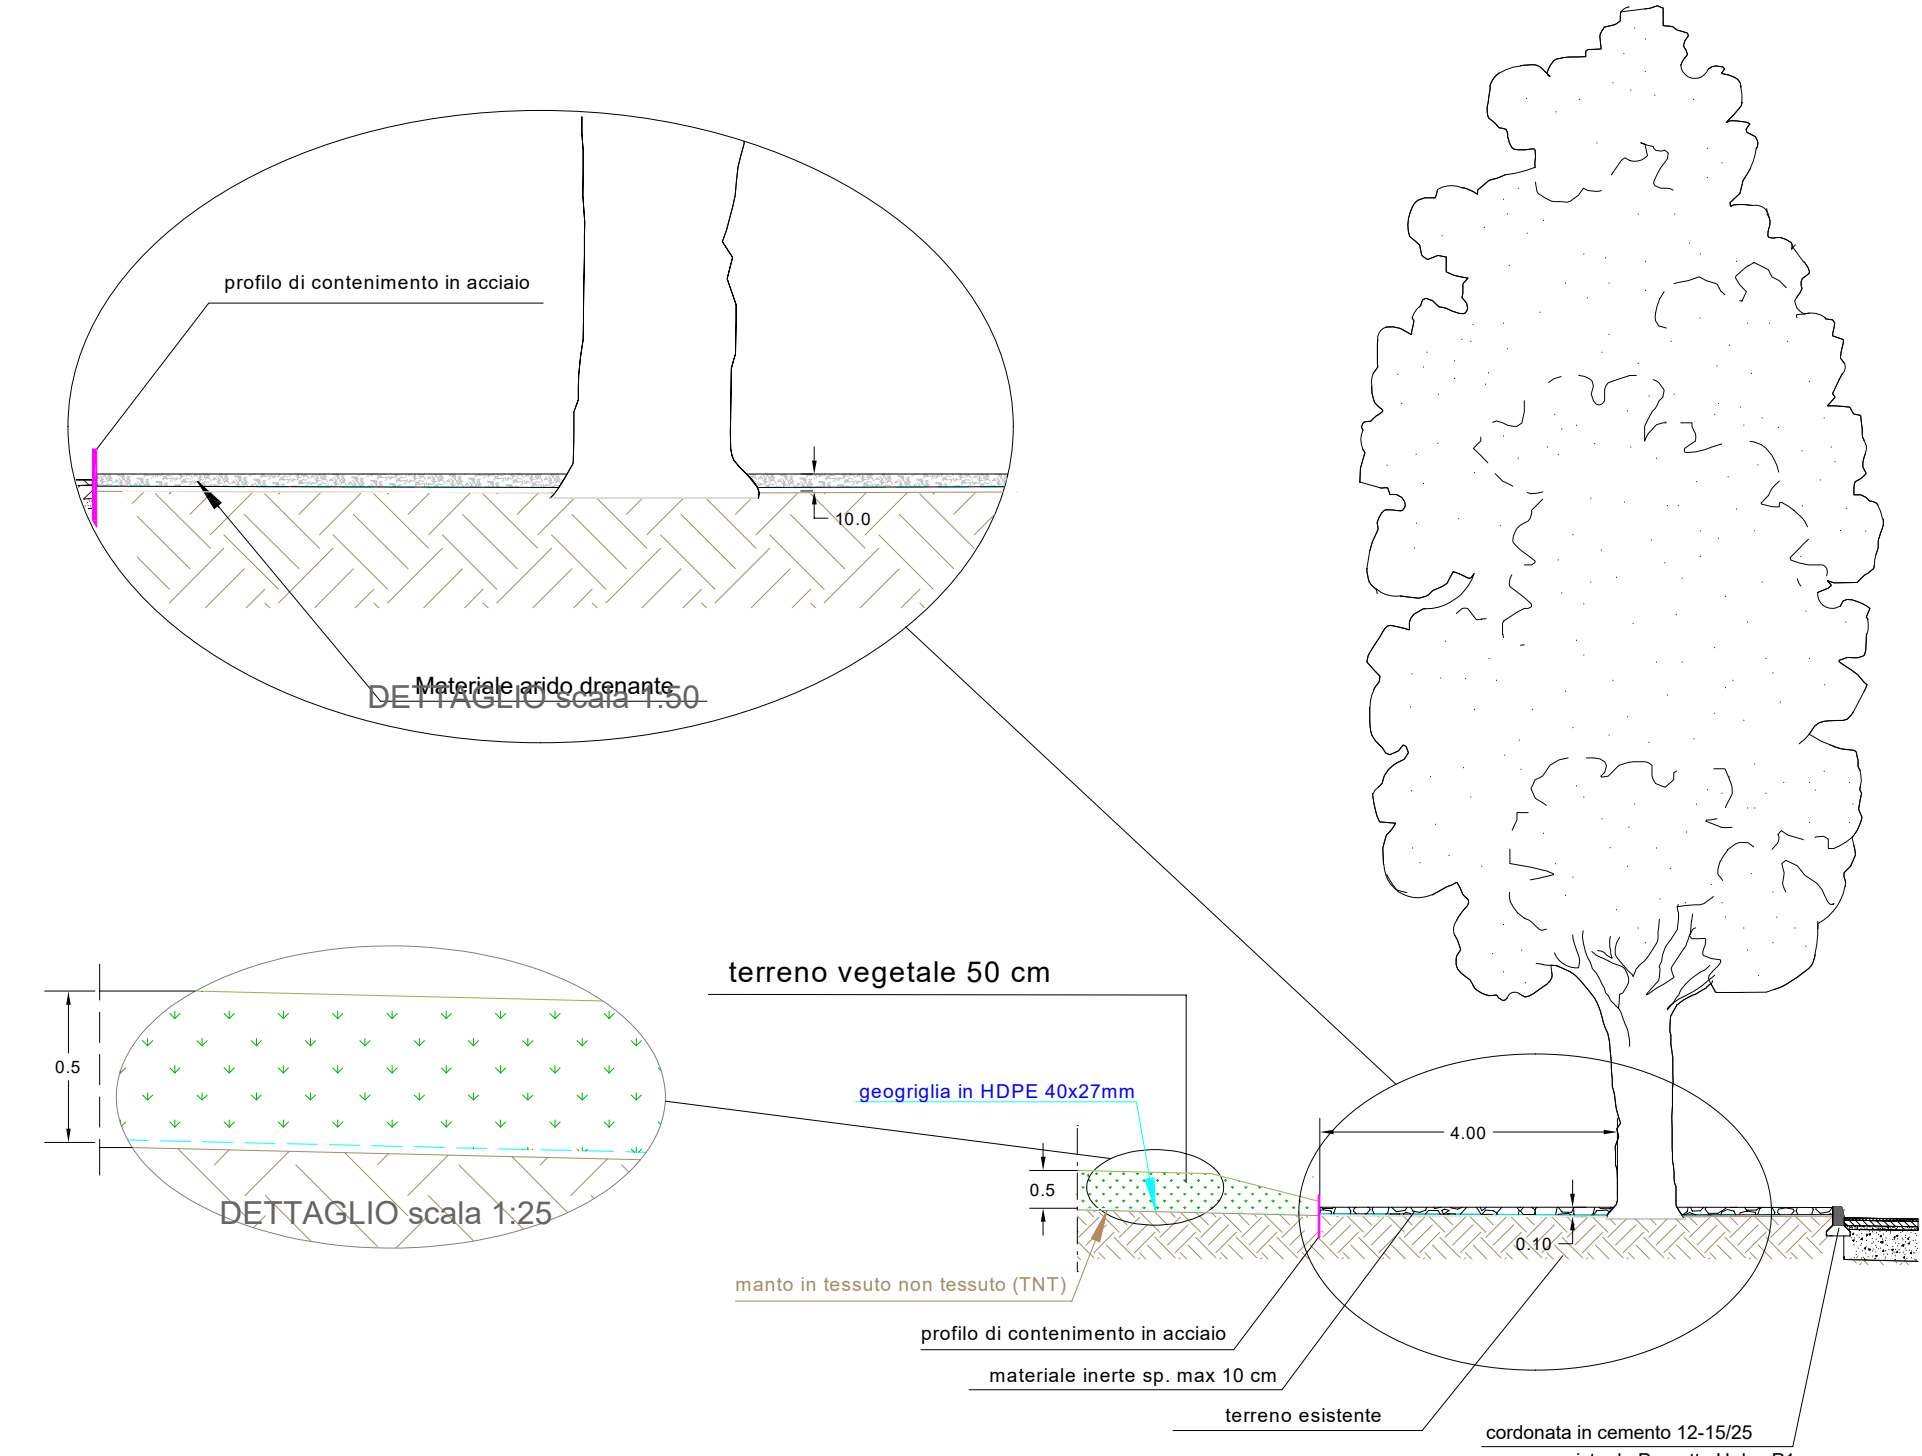 profilo di contenimento in acciaio
10.0
Materiale arido drenante
DETTAGLIO scala 1:50
terreno vegetale 50 cm
0.5
geogriglia in HDPE 40x27mm
4.00
0.5
DETTAGLIO scala 1:25
0.10
manto in tessuto non tessuto (TNT)
profilo di contenimento in acciaio
materiale inerte sp. max 10 cm
terreno esistente
cordonata in cemento 12-15/25